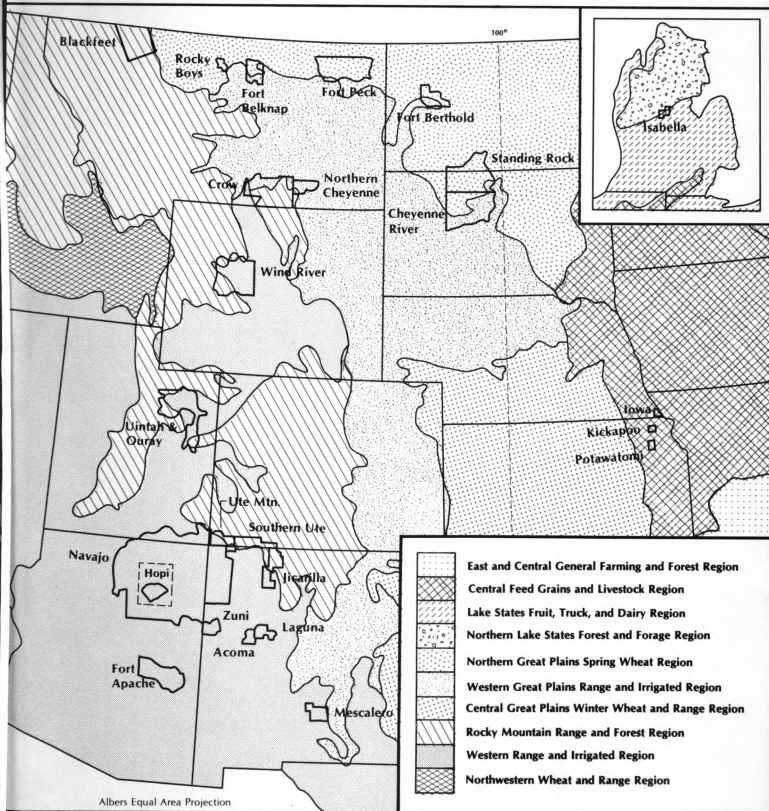 Blackfeet
Rocky
Boys
Fort
Belknap
Fort Peck
100°
Fort Berthold
Isabella
Standing Rock
Crow
Northern
Cheyenne
Cheyenne
River
Wind River
Uintah &
Ouray
Iowa
Kickapoo
Potawatomi
Ute Mtn.
Southern Ute
Navajo
Hopi
Jicarilla
Zuni
Laguna
Acoma
Fort
Apache
Mescalero
East and Central General Farming and Forest Region
Central Feed Grains and Livestock Region
Lake States Fruit, Truck, and Dairy Region
Northern Lake States Forest and Forage Region
Northern Great Plains Spring Wheat Region
Western Great Plains Range and Irrigated Region
Central Great Plains Winter Wheat and Range Region
Rocky Mountain Range and Forest Region
Western Range and Irrigated Region
Northwestern Wheat and Range Region
Albers Equal Area Projection